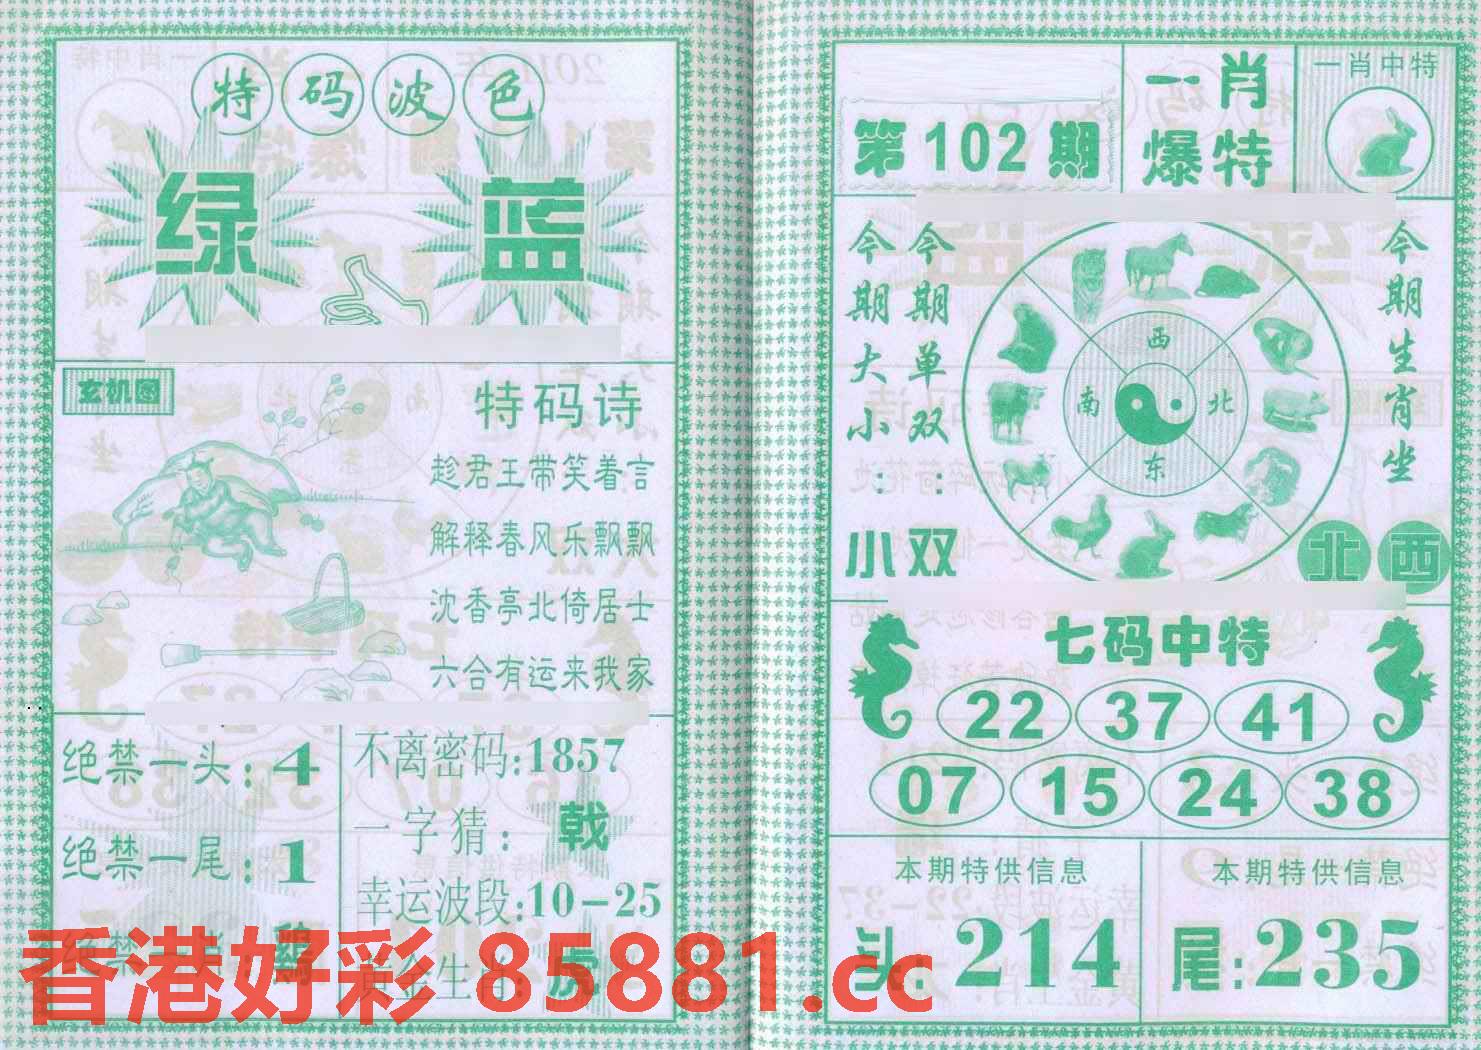 特码波色
绿 蓝
玄机图
特码诗
趁君王带笑着言
解释春风乐飘飘
沈香亭北倚居士
六合有运来我家
绝禁一头:4
绝禁一尾:1
不离密码:1857
一字猜:戟
幸运波段:10-25
黄金生肖:虎
香港好彩 85881.cc
第102期
一肖
爆特
一肖中特
今期大小:小
今期单双:双
西
南 北
东
今期生肖坐
北 西
七码中特
22 37 41
07 15 24 38
本期特供信息
头:214
本期特供信息
尾:235